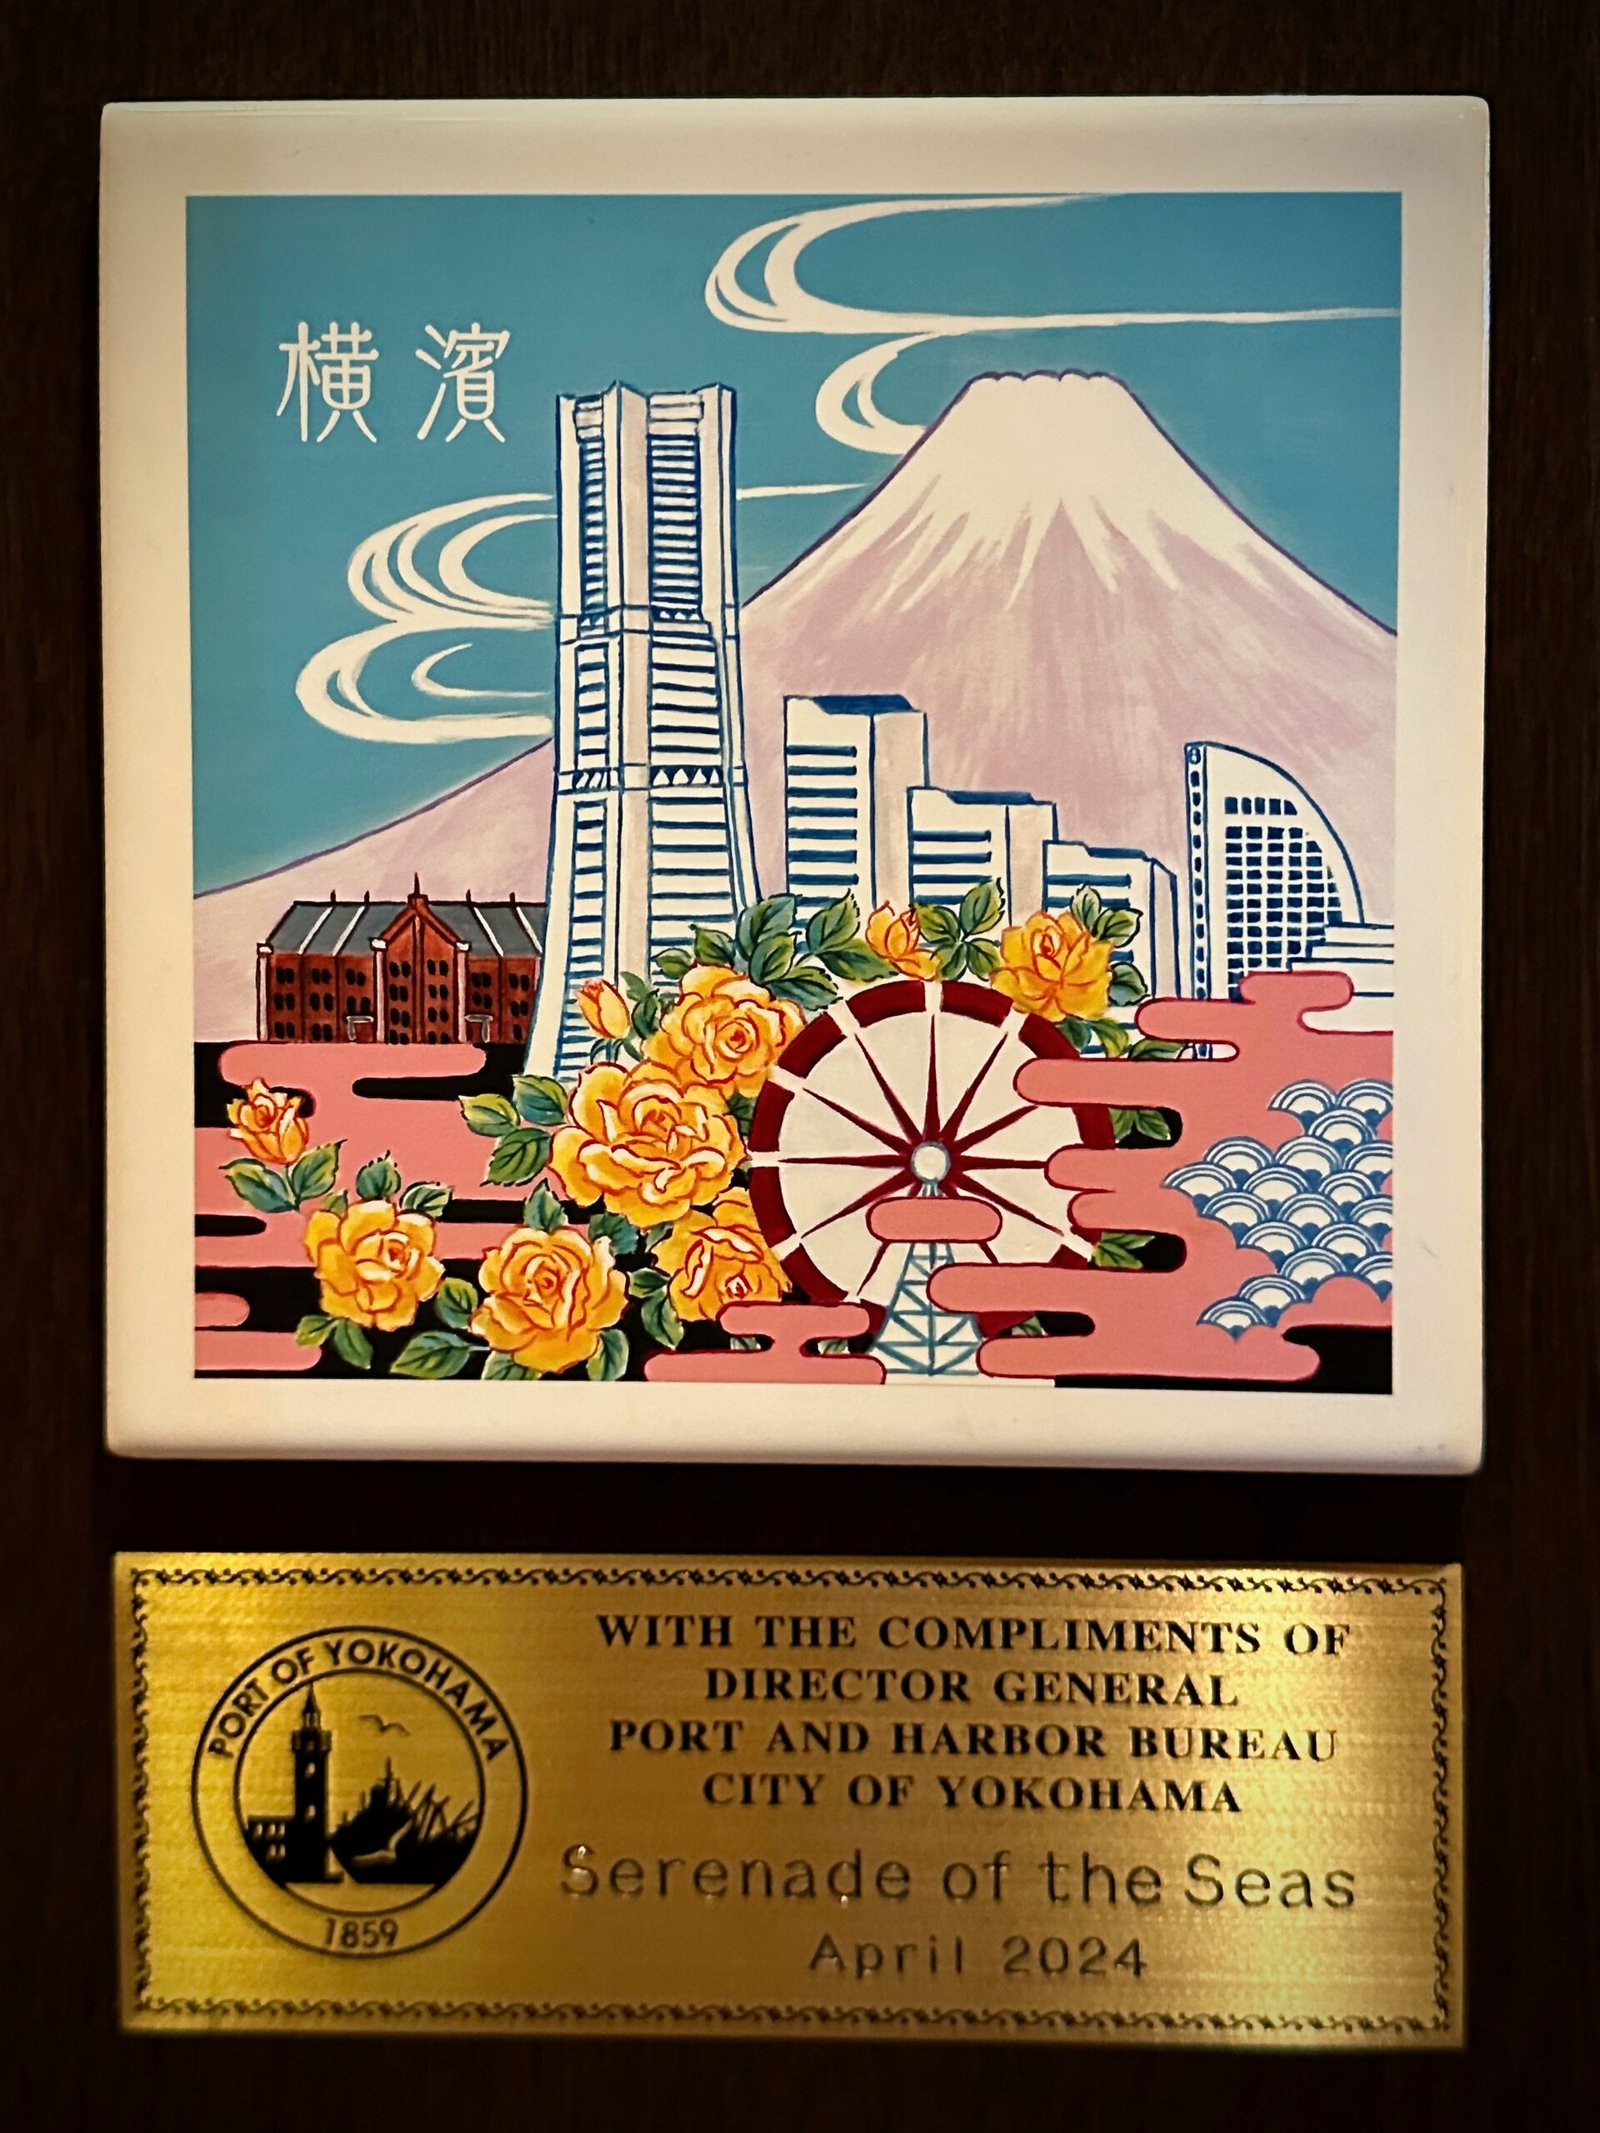 横濱
PORT OF YOKOHAMA
1859
WITH THE COMPLIMENTS OF
DIRECTOR GENERAL
PORT AND HARBOR BUREAU
CITY OF YOKOHAMA
Serenade of the Seas
April 2024